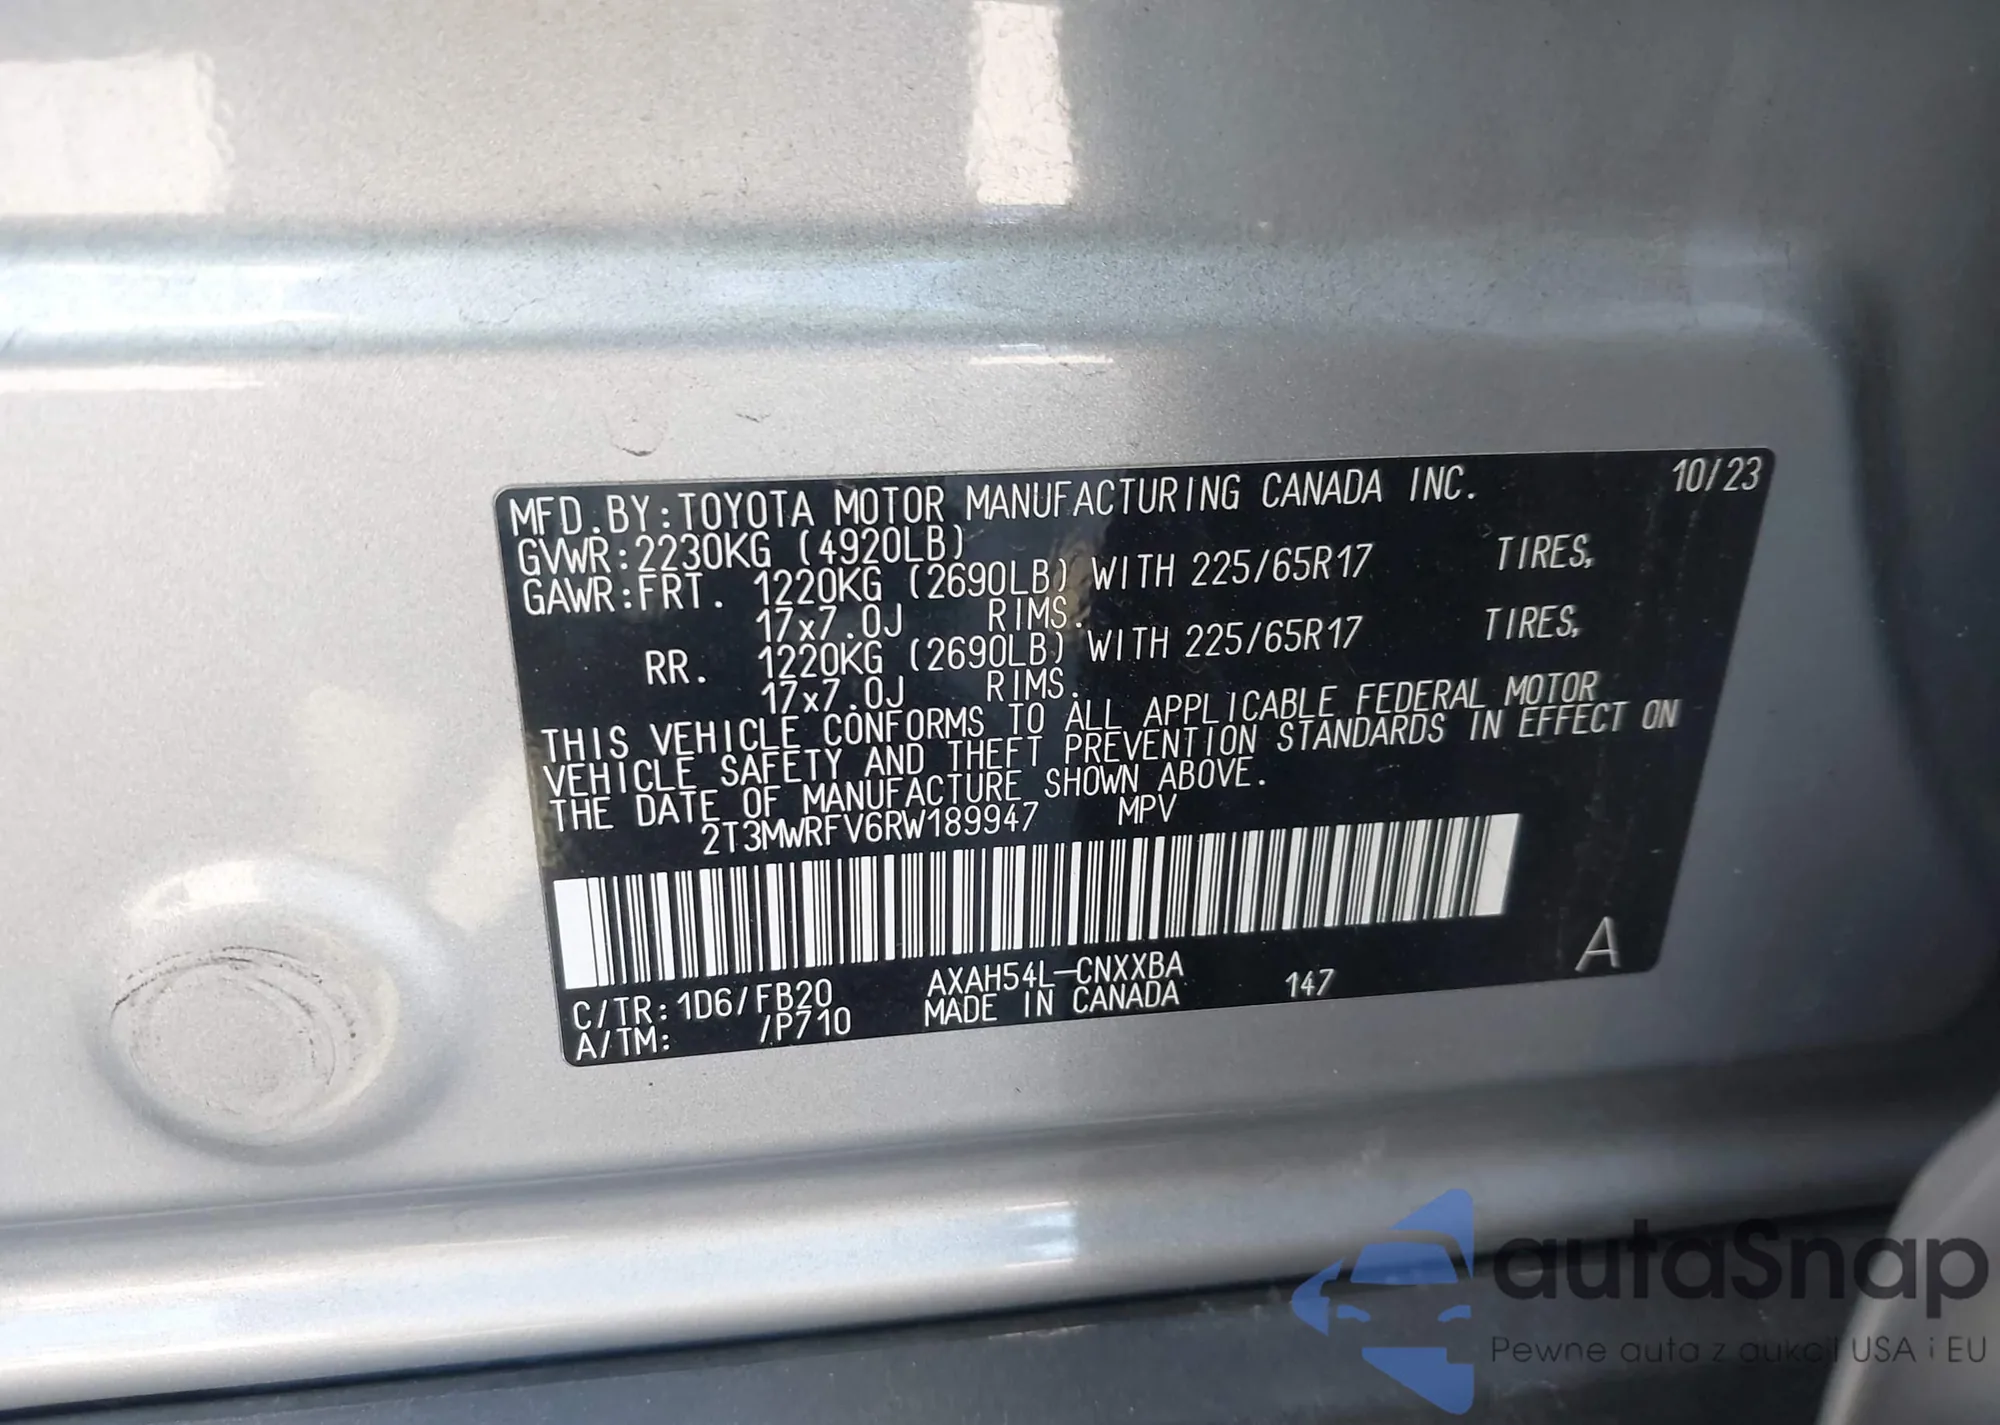 MFD.BY:TOYOTA MOTOR MANUFACTURING CANADA INC. 10/23
GVWR:2230KG (4920LB)
GAWR:FRT. 1220KG (2690LB) WITH 225/65R17 TIRES,
17x7.0J RIMS.
RR. 1220KG (2690LB) WITH 225/65R17 TIRES,
17x7.0J RIMS.
THIS VEHICLE CONFORMS TO ALL APPLICABLE FEDERAL MOTOR
VEHICLE SAFETY AND THEFT PREVENTION STANDARDS IN EFFECT ON
THE DATE OF MANUFACTURE SHOWN ABOVE.
2T3MWRFV6RW189947 MPV
A
C/TR:1D6/FB20 AXAH54L-CNXXBA 147
A/TM: /P710 MADE IN CANADA
autaSnap
Pewne auta z aukcji USA i EU